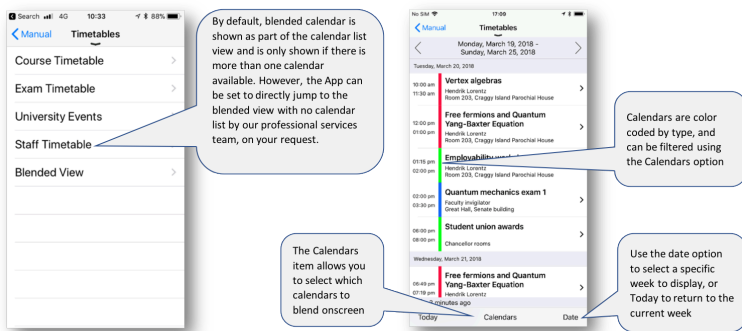 Search 4G 10:33 88%
Manual Timetables
Course Timetable
Exam Timetable
University Events
Staff Timetable
Blended View
By default, blended calendar is
shown as part of the calendar list
view and is only shown if there is
more than one calendar
available. However, the App can
be set to directly jump to the
blended view with no calendar
list by our professional services
team, on your request.
No SIM 17:09
Manual Timetables
Monday, March 19, 2018 -
Sunday, March 25, 2018
Tuesday, March 20, 2018
10:00 am Vertex algebras
11:30 am Hendrik Lorentz
Room 203, Craggy Island Parochial House
Free fermions and Quantum
12:00 pm Yang-Baxter Equation
01:00 pm Hendrik Lorentz
Room 203, Craggy Island Parochial House
01:15 pm Employability
02:00 pm Hendrik Lorentz
Room 203, Craggy Island Parochial House
02:00 pm Quantum mechanics exam 1
03:30 pm Faculty invigilator
Great Hall, Senate building
06:00 pm Student union awards
08:00 pm Chancellor rooms
Wednesday, March 21, 2018
Free fermions and Quantum
06:49 pm Yang-Baxter Equation
07:19 pm Hendrik Lorentz
minutes ago
Today Calendars Date
Calendars are color
coded by type, and
can be filtered using
the Calendars option
The Calendars
item allows you
to select which
calendars to
blend onscreen
Use the date option
to select a specific
week to display, or
Today to return to the
current week